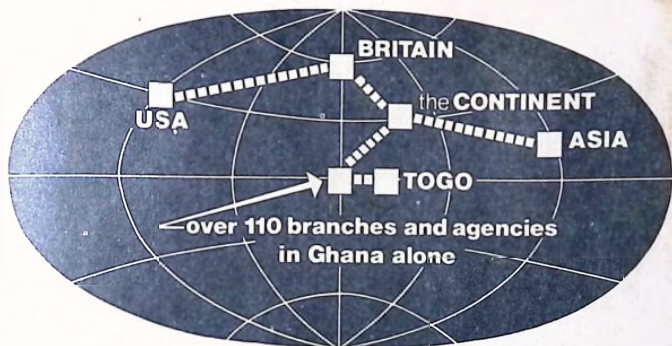 BRITAIN
the CONTINENT
USA
ASIA
TOGO
over 110 branches and agencies
in Ghana alone